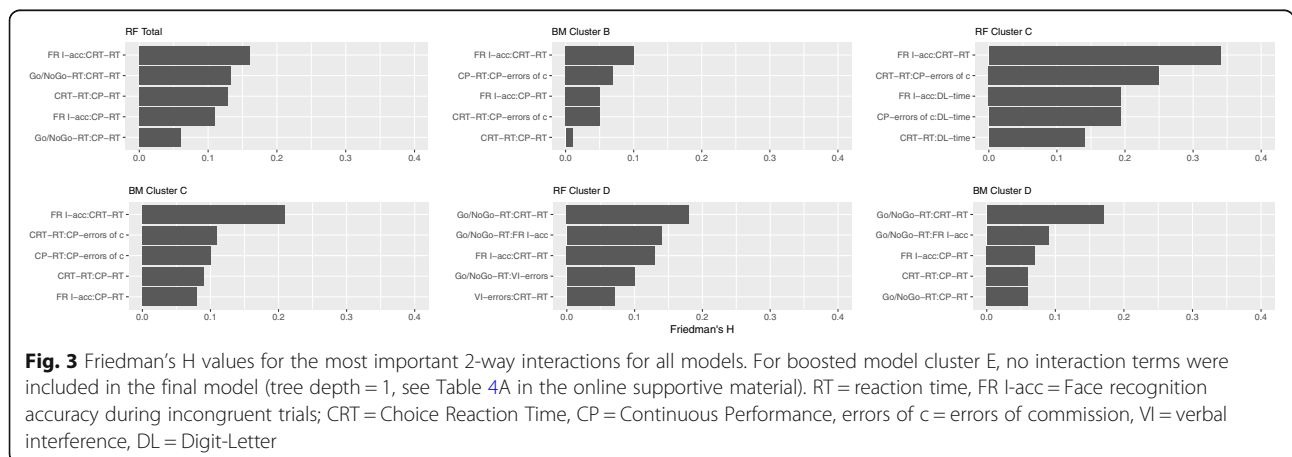 RF Total
FR I−acc:CRT−RT
Go/NoGo−RT:CRT−RT
CRT−RT:CP−RT
FR I−acc:CP−RT
Go/NoGo−RT:CP−RT
0.0 0.1 0.2 0.3 0.4
BM Cluster B
FR I−acc:CRT−RT
CP−RT:CP−errors of c
FR I−acc:CP−RT
CRT−RT:CP−errors of c
CRT−RT:CP−RT
0.0 0.1 0.2 0.3 0.4
RF Cluster C
FR I−acc:CRT−RT
CRT−RT:CP−errors of c
FR I−acc:DL−time
CP−errors of c:DL−time
CRT−RT:DL−time
0.0 0.1 0.2 0.3 0.4
BM Cluster C
FR I−acc:CRT−RT
CRT−RT:CP−errors of c
CP−RT:CP−errors of c
CRT−RT:CP−RT
FR I−acc:CP−RT
0.0 0.1 0.2 0.3 0.4
RF Cluster D
Go/NoGo−RT:CRT−RT
Go/NoGo−RT:FR I−acc
FR I−acc:CRT−RT
Go/NoGo−RT:VI−errors
VI−errors:CRT−RT
0.0 0.1 0.2 0.3 0.4
Friedman's H
BM Cluster D
Go/NoGo−RT:CRT−RT
Go/NoGo−RT:FR I−acc
FR I−acc:CP−RT
CRT−RT:CP−RT
Go/NoGo−RT:CP−RT
0.0 0.1 0.2 0.3 0.4
Fig. 3 Friedman's H values for the most important 2-way interactions for all models. For boosted model cluster E, no interaction terms were
included in the final model (tree depth = 1, see Table 4A in the online supportive material). RT = reaction time, FR I-acc = Face recognition
accuracy during incongruent trials; CRT = Choice Reaction Time, CP = Continuous Performance, errors of c = errors of commission, VI = verbal
interference, DL = Digit-Letter